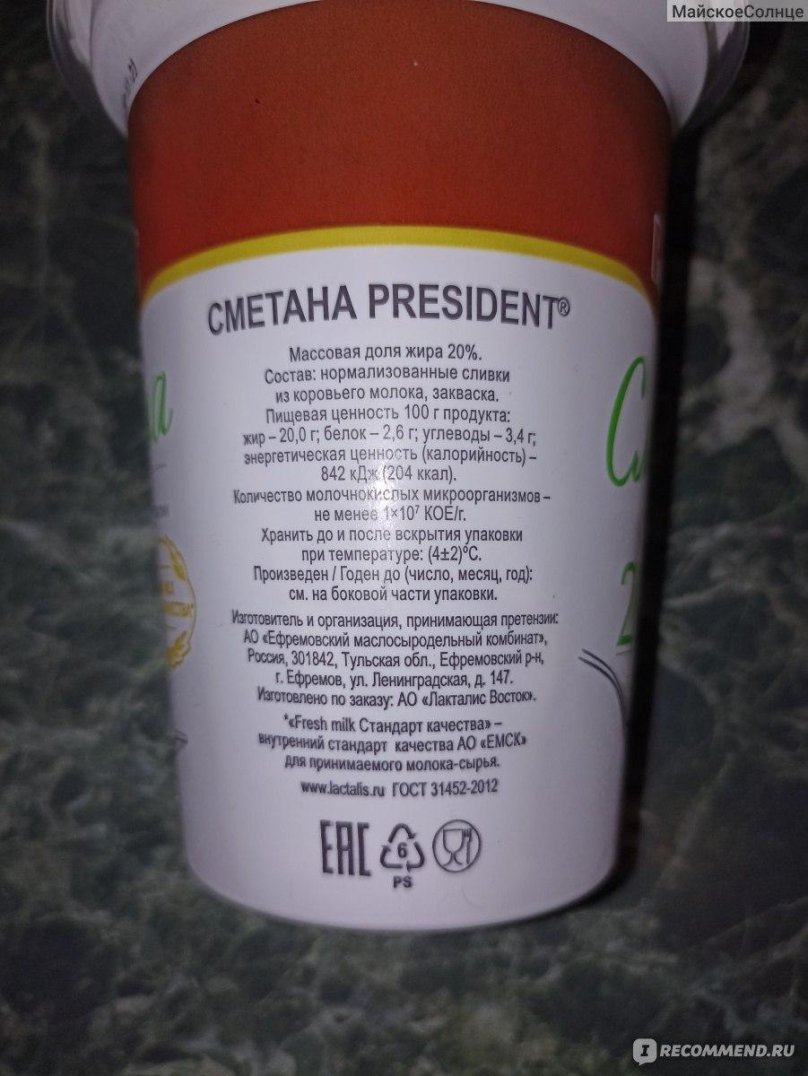 МайскоеСолнце
СМЕТАНА PRESIDENT®
Массовая доля жира 20%.
Состав: нормализованные сливки
из коровьего молока, закваска.
Пищевая ценность 100 г продукта:
жир – 20,0 г; белок – 2,6 г; углеводы – 3,4 г;
энергетическая ценность (калорийность) –
842 кДж (204 ккал).
Количество молочнокислых микроорганизмов –
не менее 1×10⁷ КОЕ/г.
Хранить до и после вскрытия упаковки
при температуре: (4±2)°С.
Произведен / Годен до (число, месяц, год):
см. на боковой части упаковки.
Изготовитель и организация, принимающая претензии:
АО «Ефремовский маслосыродельный комбинат»,
Россия, 301842, Тульская обл., Ефремовский р-н,
г. Ефремов, ул. Ленинградская, д. 147.
Изготовлено по заказу: АО «Лакталис Восток».
*«Fresh milk Стандарт качества» –
внутренний стандарт качества АО «ЕМСК»
для принимаемого молока-сырья.
www.lactalis.ru ГОСТ 31452-2012
EAC 6
PS
I RECOMMEND.RU